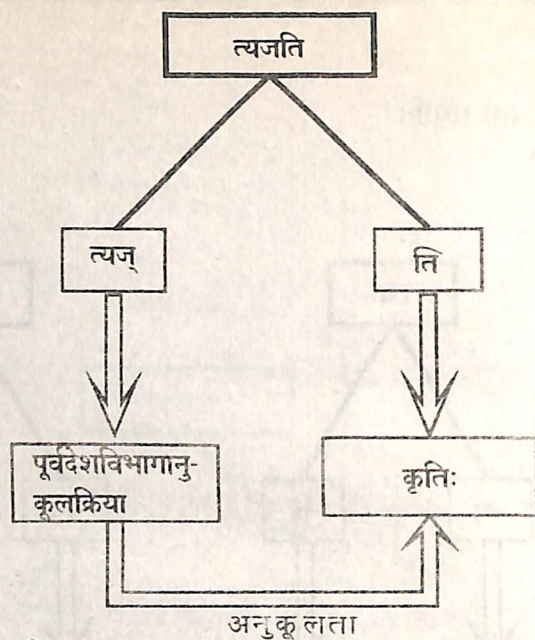 त्यजति
त्यज्
ति
पूर्वदेशविभागानु-
कूलक्रिया
कृतिः
अनुकूलता